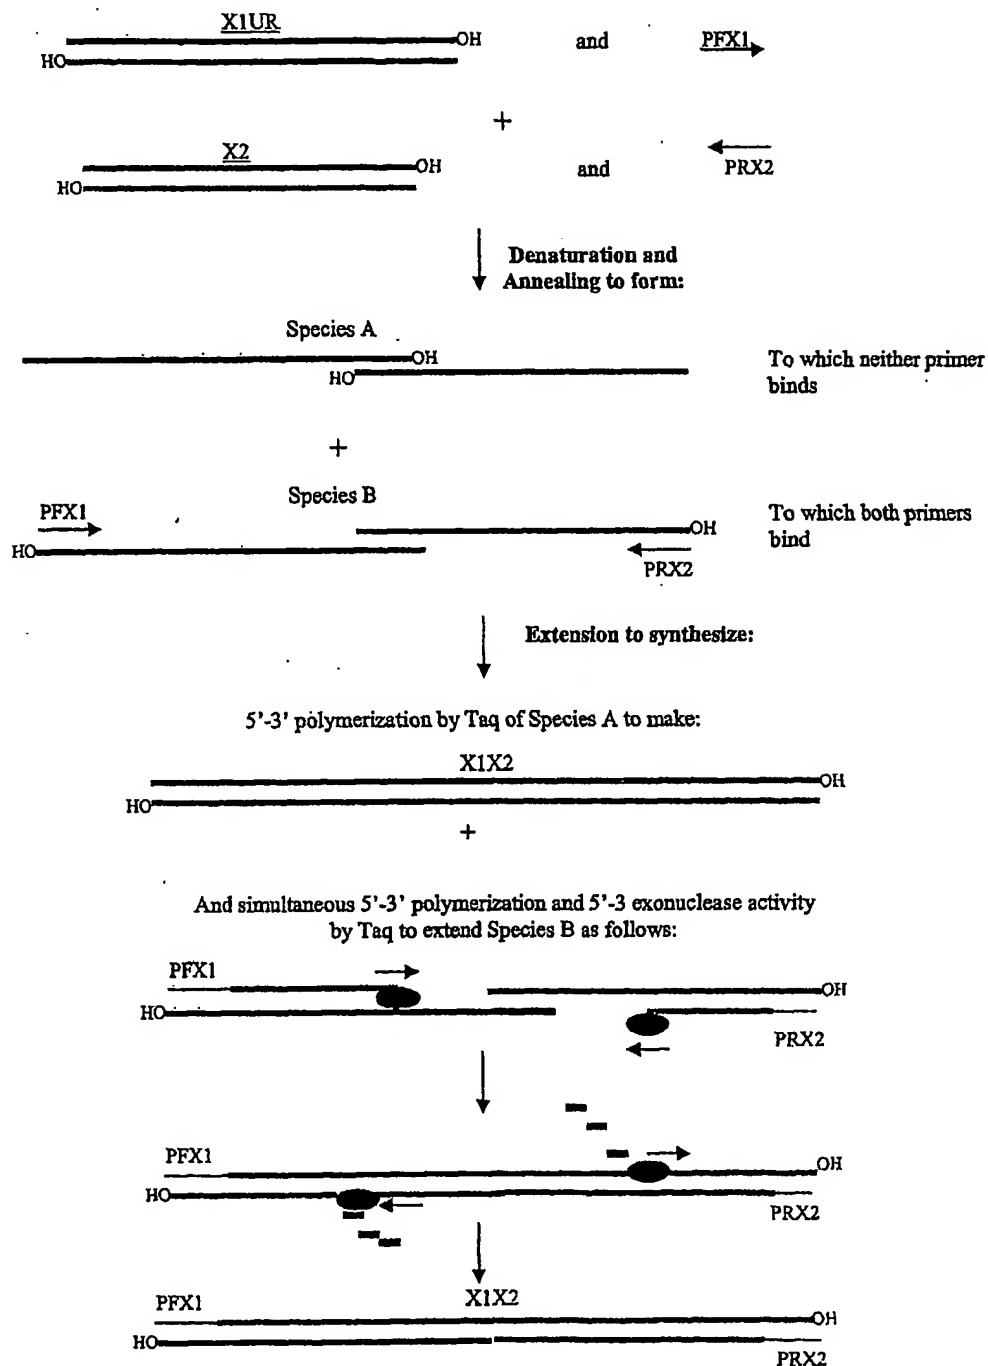 X1UR
OH and PFX1
HO
+
X2
OH and PRX2
HO
Denaturation and
Annealing to form:
Species A
OH
HO
To which neither primer
binds
+
Species B
PFX1
OH
HO
PRX2
To which both primers
bind
Extension to synthesize:
5'-3' polymerization by Taq of Species A to make:
X1X2
OH
HO
+
And simultaneous 5'-3' polymerization and 5'-3 exonuclease activity
by Taq to extend Species B as follows:
PFX1
OH
HO
PRX2
PFX1
OH
HO
PRX2
PFX1 X1X2
OH
HO
PRX2